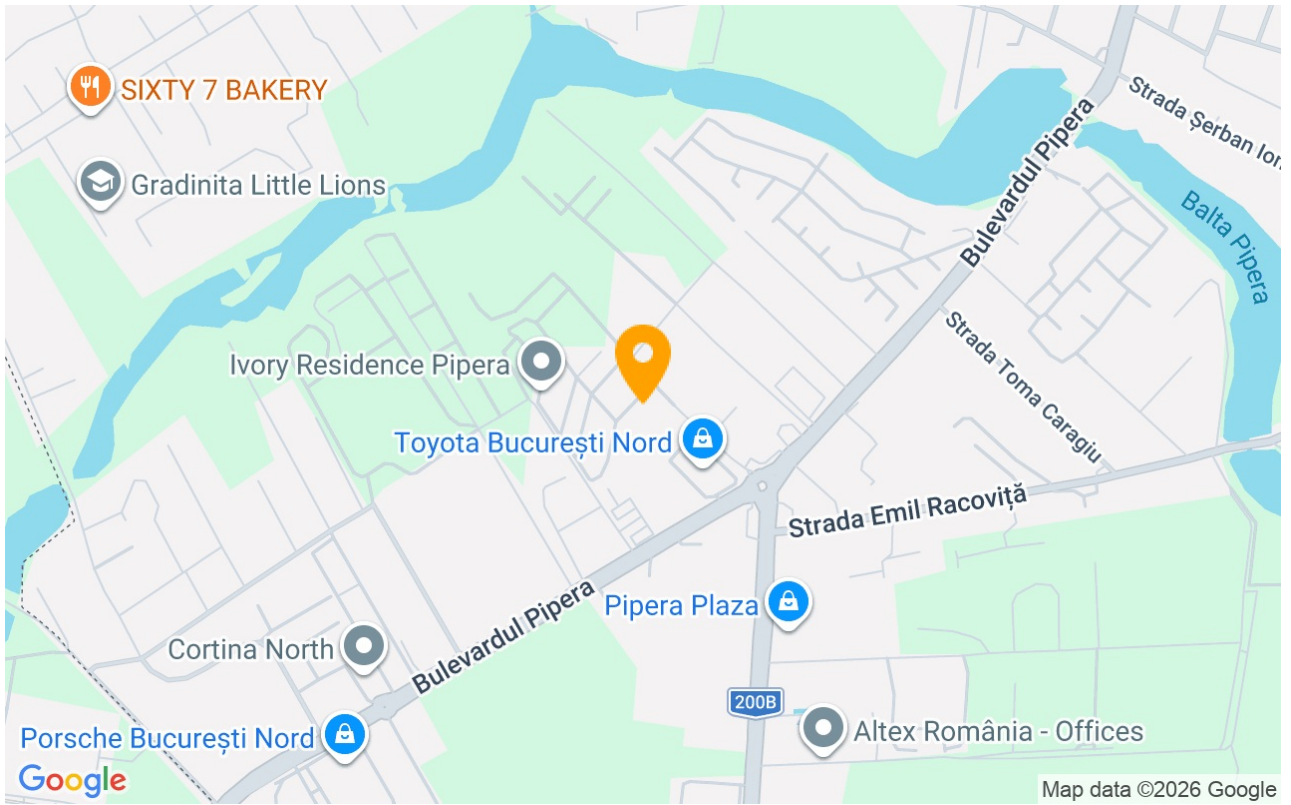 SIXTY 7 BAKERY
Strada Șerban Ion
Gradinita Little Lions
Bulevardul Pipera
Balta Pipera
Ivory Residence Pipera
Strada Toma Caragiu
Toyota București Nord
Strada Emil Racoviță
Bulevardul Pipera
Pipera Plaza
Cortina North
200B
Porsche București Nord
Altex România - Offices
Google
Map data ©2026 Google